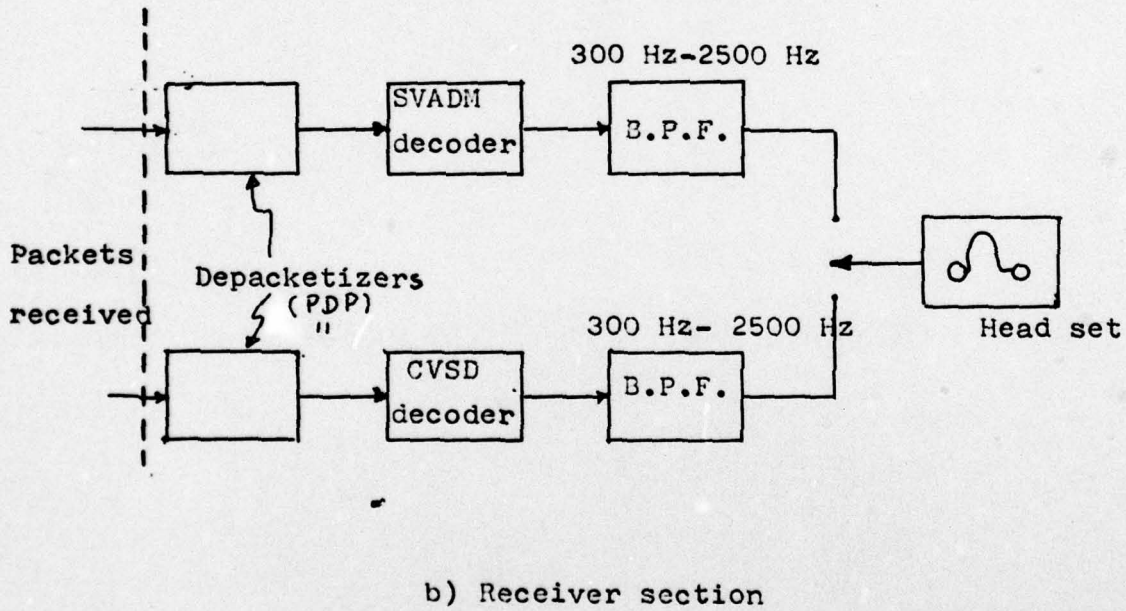 300 Hz-2500 Hz
SVADM
decoder
B.P.F.
Packets
received
Depacketizers
(PDP)
"
Head set
300 Hz- 2500 Hz
CVSD
decoder
B.P.F.
b) Receiver section